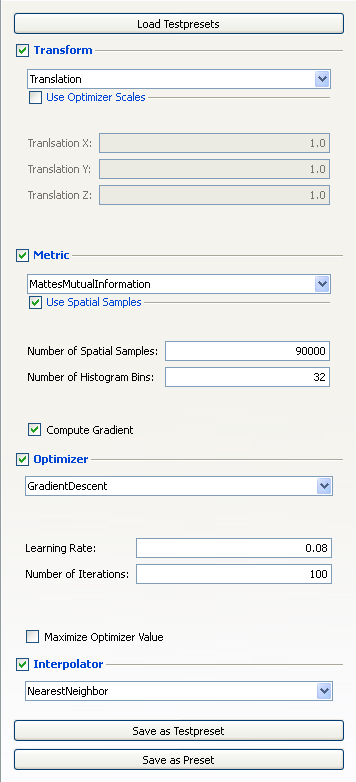 Load Testpresets
Transform
Translation
Use Optimizer Scales
Tranlsation X: 1.0
Translation Y: 1.0
Translation Z: 1.0
Metric
MattesMutualInformation
Use Spatial Samples
Number of Spatial Samples: 90000
Number of Histogram Bins: 32
Compute Gradient
Optimizer
GradientDescent
Learning Rate: 0.08
Number of Iterations: 100
Maximize Optimizer Value
Interpolator
NearestNeighbor
Save as Testpreset
Save as Preset